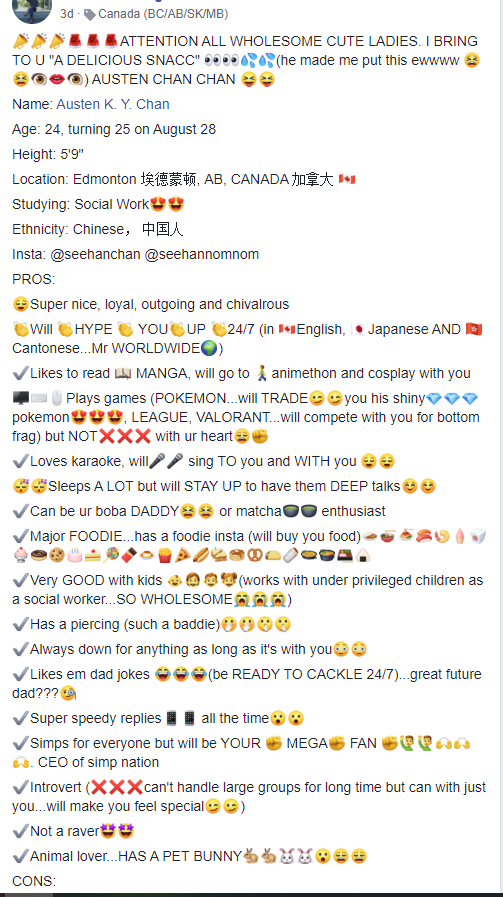 3d · Canada (BC/AB/SK/MB)
🎉🎉🎉🌹🌹🌹ATTENTION ALL WHOLESOME CUTE LADIES. I BRING
TO U "A DELICIOUS SNACC" 👀👀💦💦(he made me put this ewwww 😫
😫👁️👄👁️) AUSTEN CHAN CHAN 😝😝
Name: Austen K. Y. Chan
Age: 24, turning 25 on August 28
Height: 5'9"
Location: Edmonton 埃德蒙顿, AB, CANADA 加拿大 🇨🇦
Studying: Social Work😍😍
Ethnicity: Chinese， 中国人
Insta: @seehanchan @seehannomnom
PROS:
😌Super nice, loyal, outgoing and chivalrous
👏Will 👏HYPE 👏 YOU👏UP 👏24/7 (in 🇨🇦English, 🇯🇵 Japanese AND 🇭🇰
Cantonese...Mr WORLDWIDE🌍)
✔️Likes to read 📖 MANGA, will go to 🚶 animethon and cosplay with you
🖥️⌨️🖱️Plays games (POKEMON...will TRADE😉😉you his shiny💎💎💎
pokemon😍😍😍, LEAGUE, VALORANT...will compete with you for bottom
frag) but NOT❌❌❌ with ur heart😩✊
✔️Loves karaoke, will🎤🎤 sing TO you and WITH you 😌😌
😴😴Sleeps A LOT but will STAY UP to have them DEEP talks😊😊
✔️Can be ur boba DADDY😫😫 or matcha🍵🍵 enthusiast
✔️Major FOODIE...has a foodie insta (will buy you food)
✔️Very GOOD with kids (works with under privileged children as
a social worker...SO WHOLESOME😭😭😭)
✔️Has a piercing (such a baddie)🤭🤭🤭🤭
✔️Always down for anything as long as it's with you😳😳
✔️Likes em dad jokes 😂😂😂(be READY TO CACKLE 24/7)...great future
dad???🧐
✔️Super speedy replies 📱📱 all the time😮😮
✔️Simps for everyone but will be YOUR ✊ MEGA✊ FAN ✊🙋‍♂️🙋‍♂️🙌🙌
🙌. CEO of simp nation
✔️Introvert (❌❌❌can't handle large groups for long time but can with just
you...will make you feel special😉😉)
✔️Not a raver🤩🤩
✔️Animal lover...HAS A PET BUNNY🐇🐇🐰🐰😮😩😩
CONS: